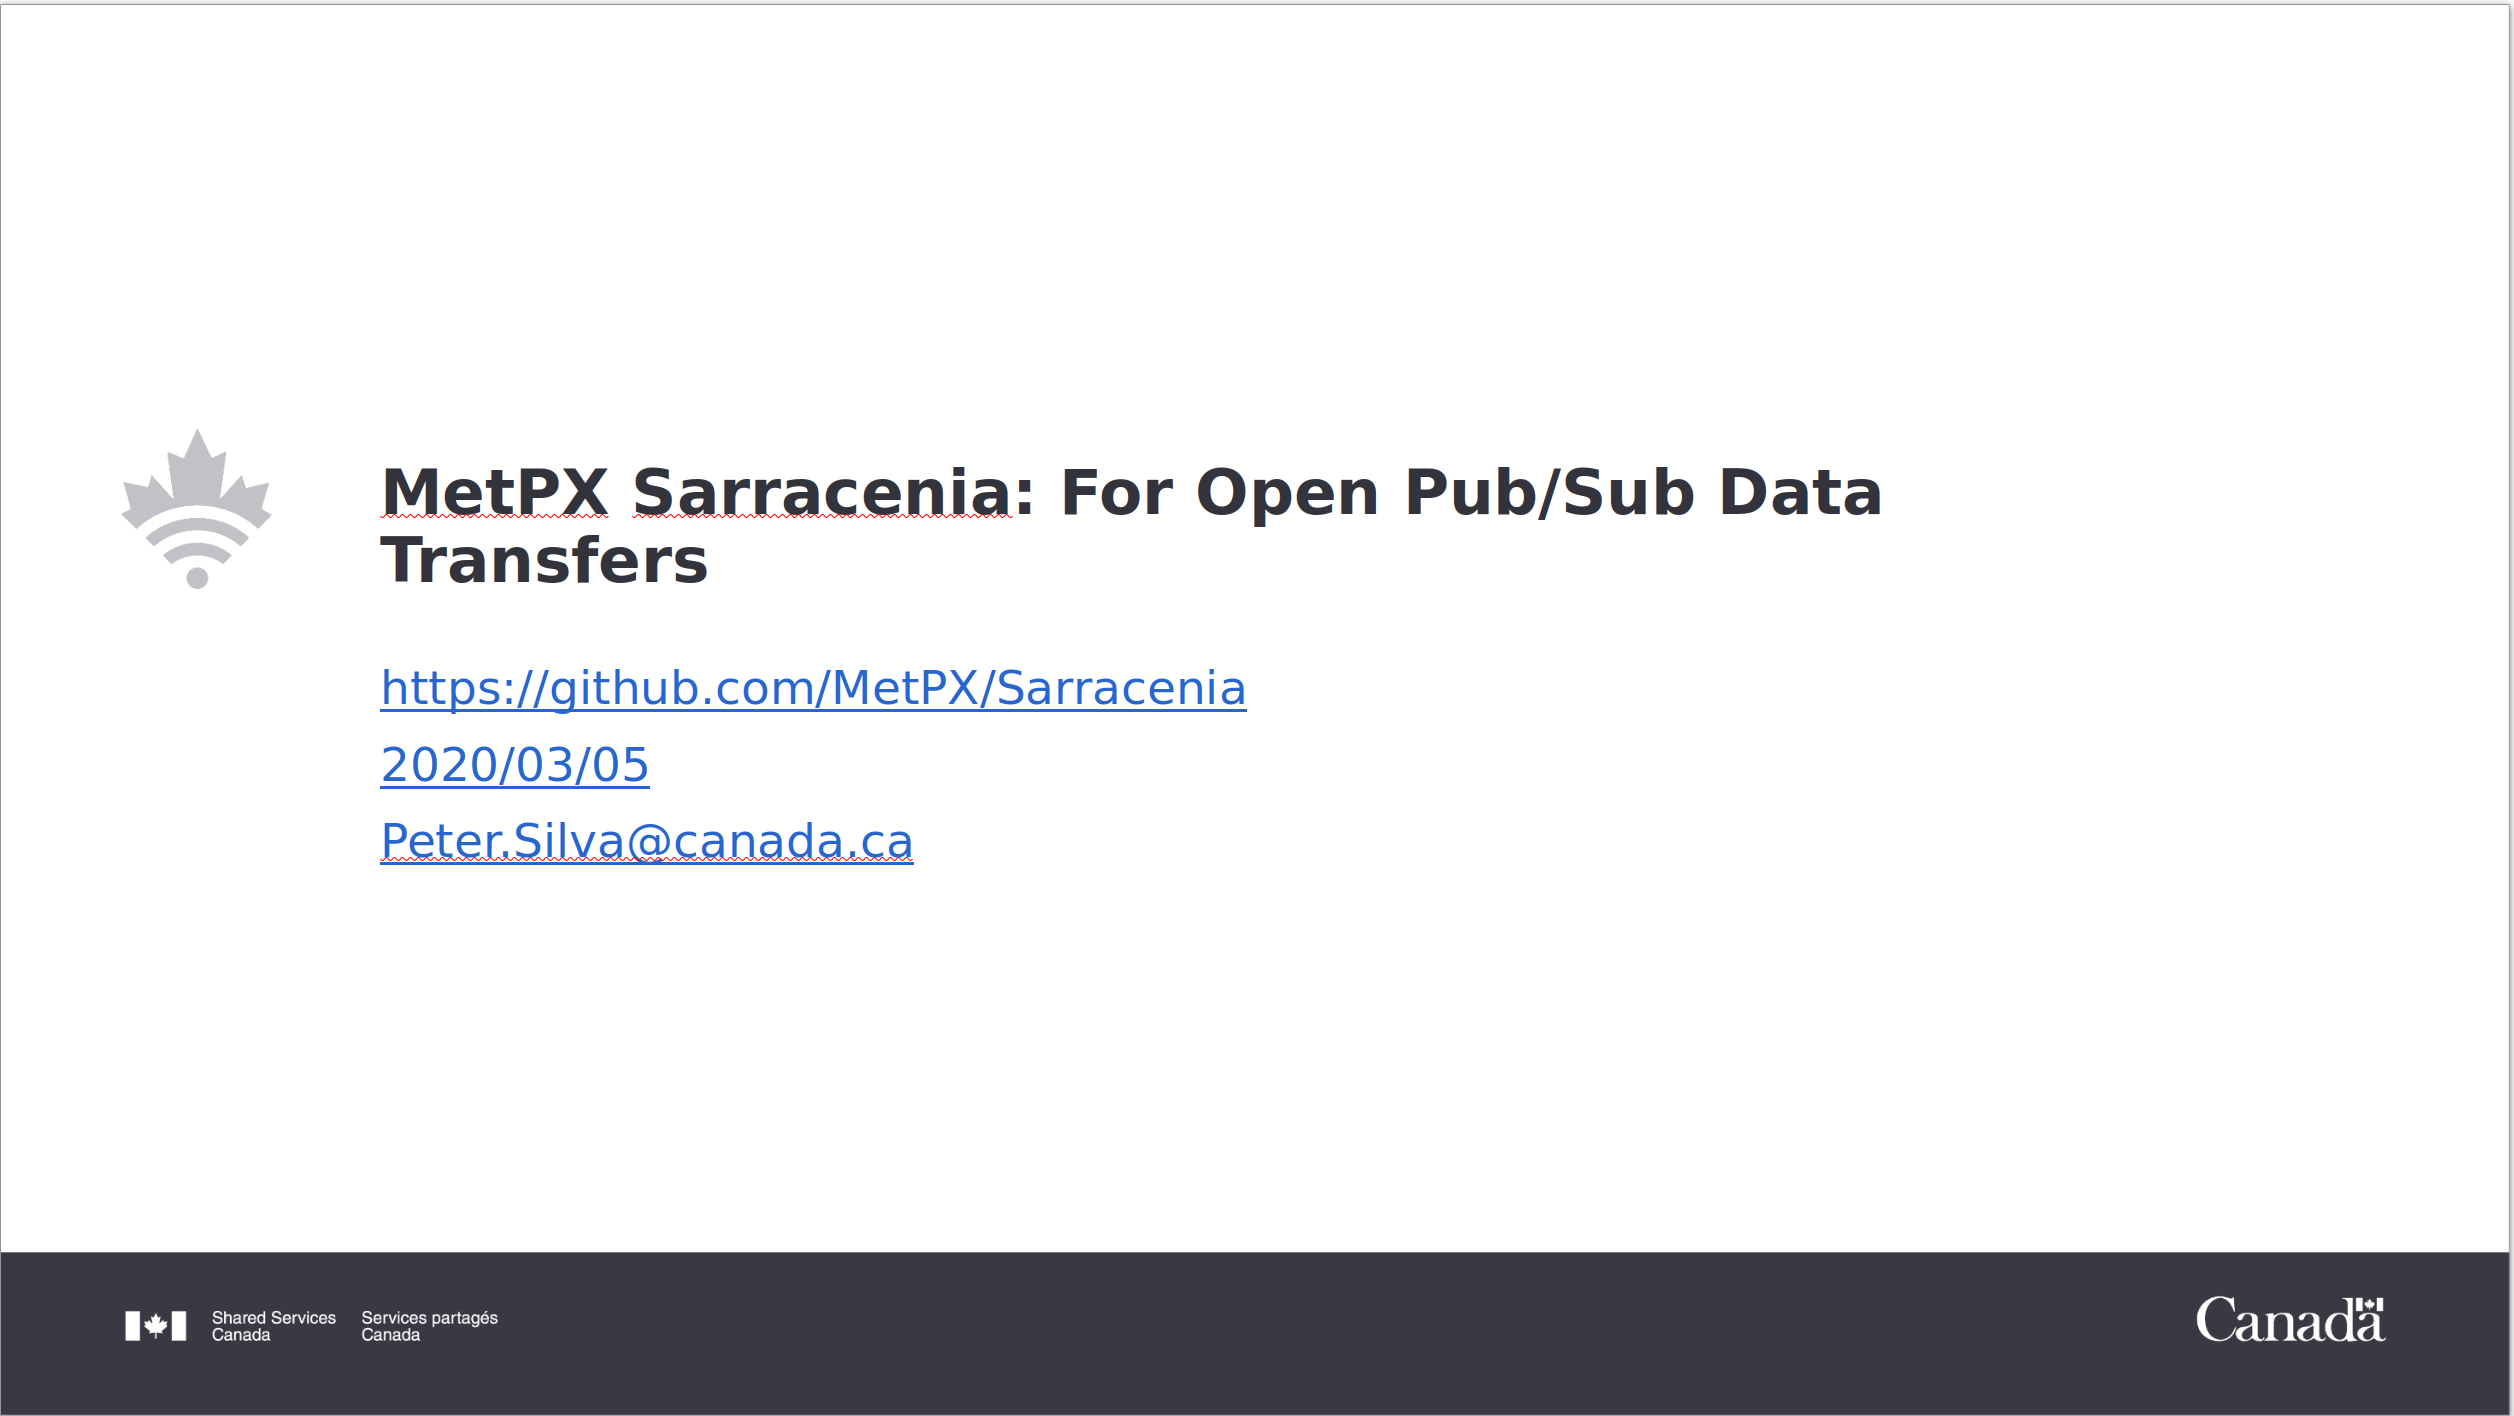 MetPX Sarracenia: For Open Pub/Sub Data
Transfers
https://github.com/MetPX/Sarracenia
2020/03/05
Peter.Silva@canada.ca
Shared Services
Canada
Services partagés
Canada
Canada